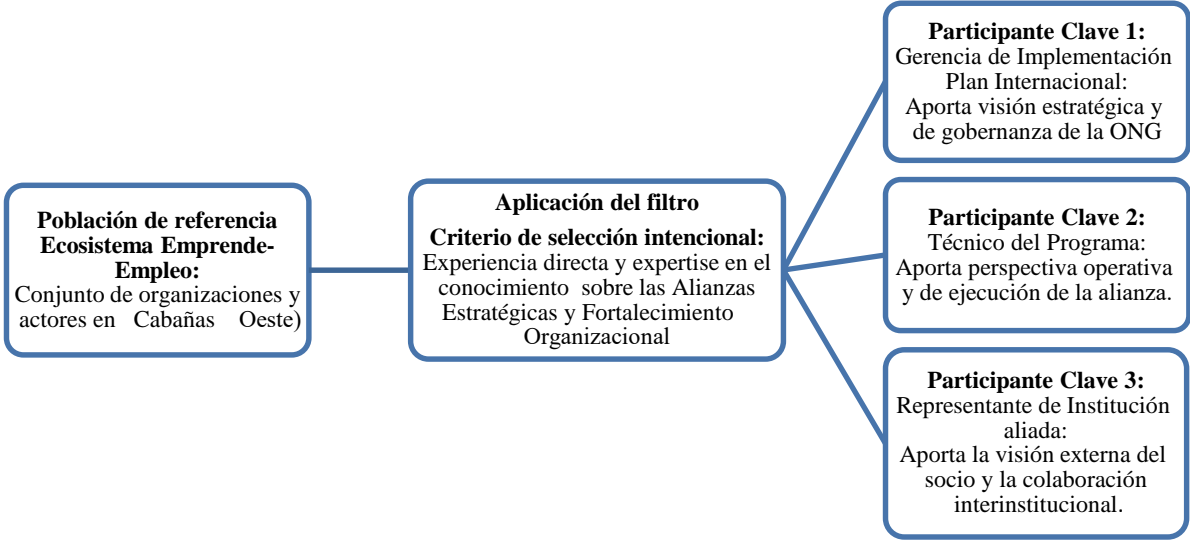 Población de referencia
Ecosistema Emprende-
Empleo:
Conjunto de organizaciones y
actores en Cabañas Oeste)
Aplicación del filtro
Criterio de selección intencional:
Experiencia directa y expertise en el
conocimiento sobre las Alianzas
Estratégicas y Fortalecimiento
Organizacional
Participante Clave 1:
Gerencia de Implementación
Plan Internacional:
Aporta visión estratégica y
de gobernanza de la ONG
Participante Clave 2:
Técnico del Programa:
Aporta perspectiva operativa
y de ejecución de la alianza.
Participante Clave 3:
Representante de Institución
aliada:
Aporta la visión externa del
socio y la colaboración
interinstitucional.